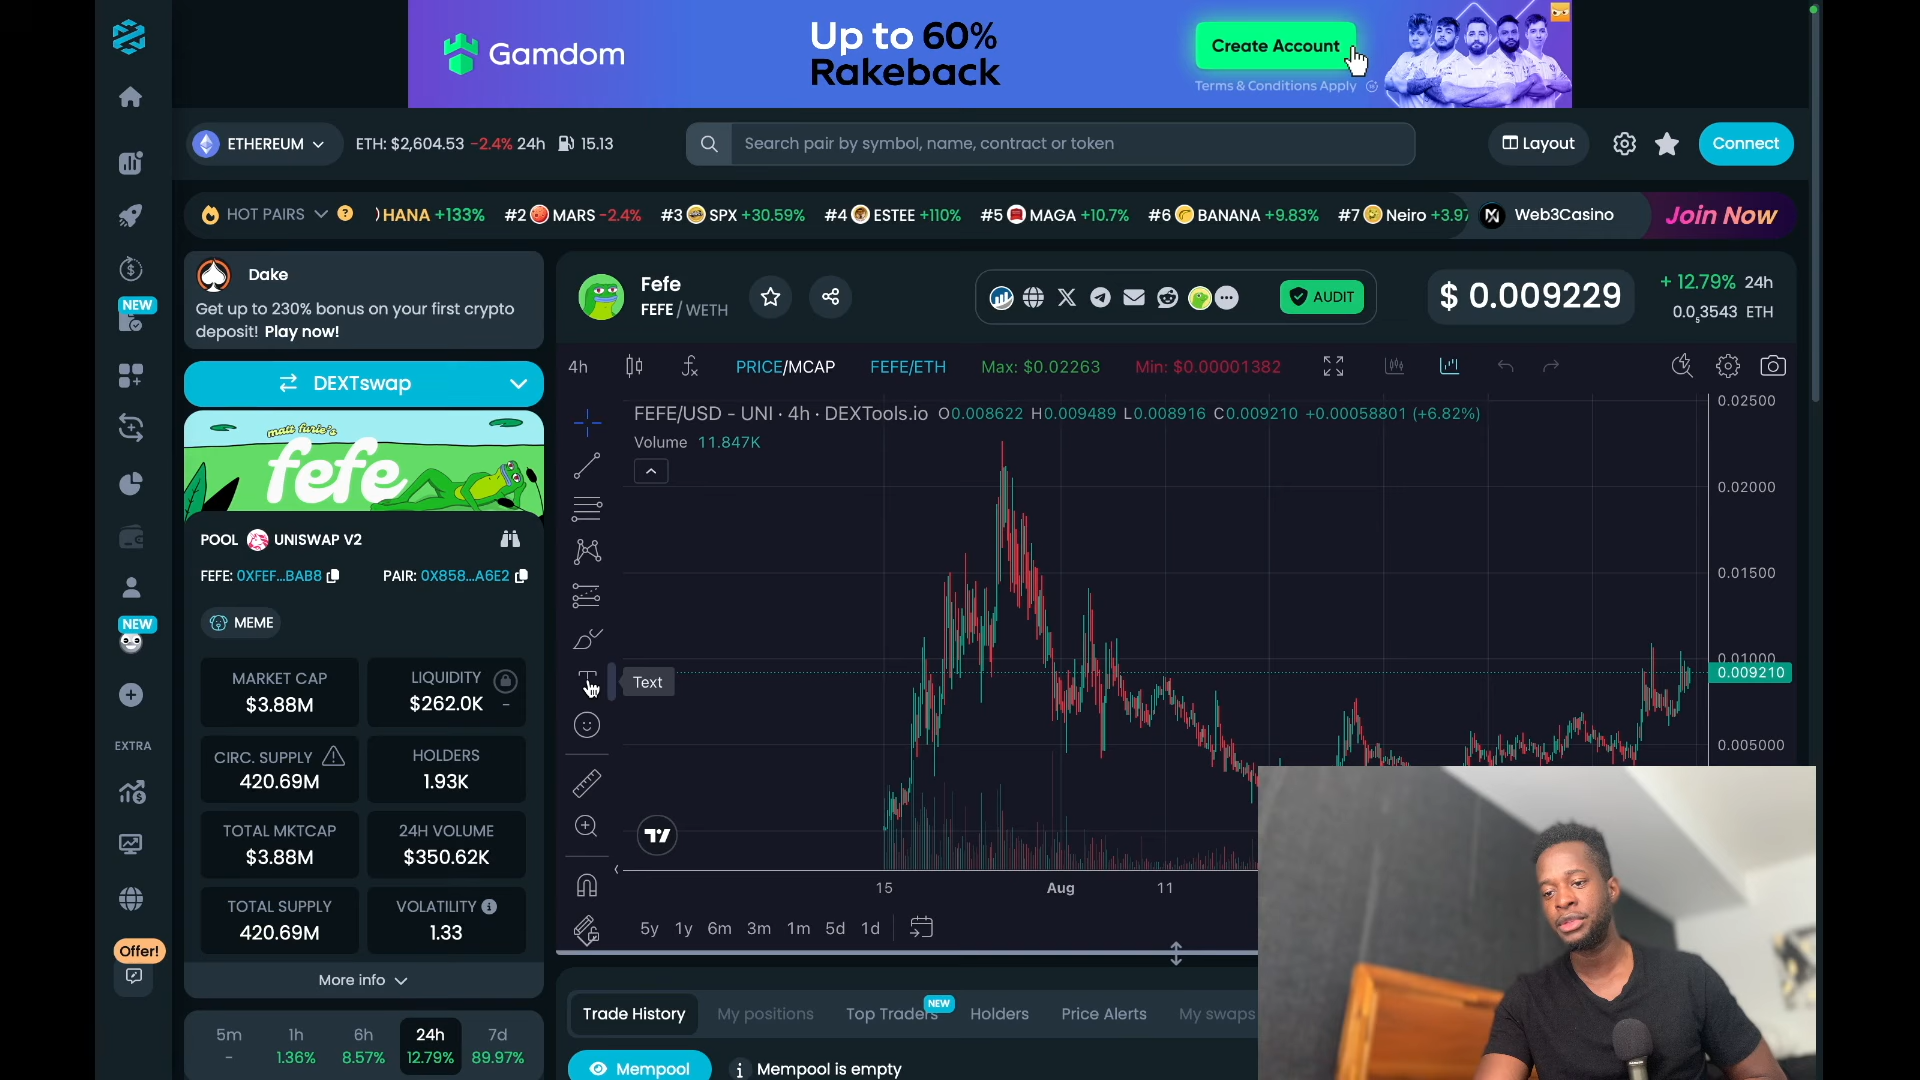 Gamdom
Up to 60%
Rakeback
Create Account
Terms & Conditions Apply
ETHEREUM
ETH: $2,604.53 -2.4% 24h
15.13
Search pair by symbol, name, contract or token
Layout
Connect
HOT PAIRS
?
HANA +133%
#2 MARS -2.4%
#3 SPX +30.59%
#4 ESTEE +110%
#5 MAGA +10.7%
#6 BANANA +9.83%
#7 Neiro +3.97
Web3Casino
Join Now
Dake
Get up to 230% bonus on your first crypto
deposit! Play now!
NEW
Fefe
FEFE / WETH
AUDIT
$ 0.009229
+ 12.79% 24h
0.0₅3543 ETH
DEXTswap
4h
PRICE/MCAP
FEFE/ETH
Max: $0.02263
Min: $0.00001382
FEFE/USD - UNI · 4h · DEXTools.io O0.008622 H0.009489 L0.008916 C0.009210 +0.00058801 (+6.82%)
Volume 11.847K
matt furie's
fefe
POOL UNISWAP V2
FEFE: 0XFEF...BAB8
PAIR: 0X858...A6E2
MEME
NEW
MARKET CAP
$3.88M
LIQUIDITY
$262.0K
-
CIRC. SUPPLY
420.69M
HOLDERS
1.93K
TOTAL MKTCAP
$3.88M
24H VOLUME
$350.62K
TOTAL SUPPLY
420.69M
VOLATILITY
1.33
More info
EXTRA
Offer!
5m
-
1h
1.36%
6h
8.57%
24h
12.79%
7d
89.97%
Text
0.02500
0.02000
0.01500
0.01000
0.009210
0.005000
15
Aug
11
5y 1y 6m 3m 1m 5d 1d
Trade History
My positions
Top Traders
NEW
Holders
Price Alerts
My swaps
Mempool
Mempool is empty